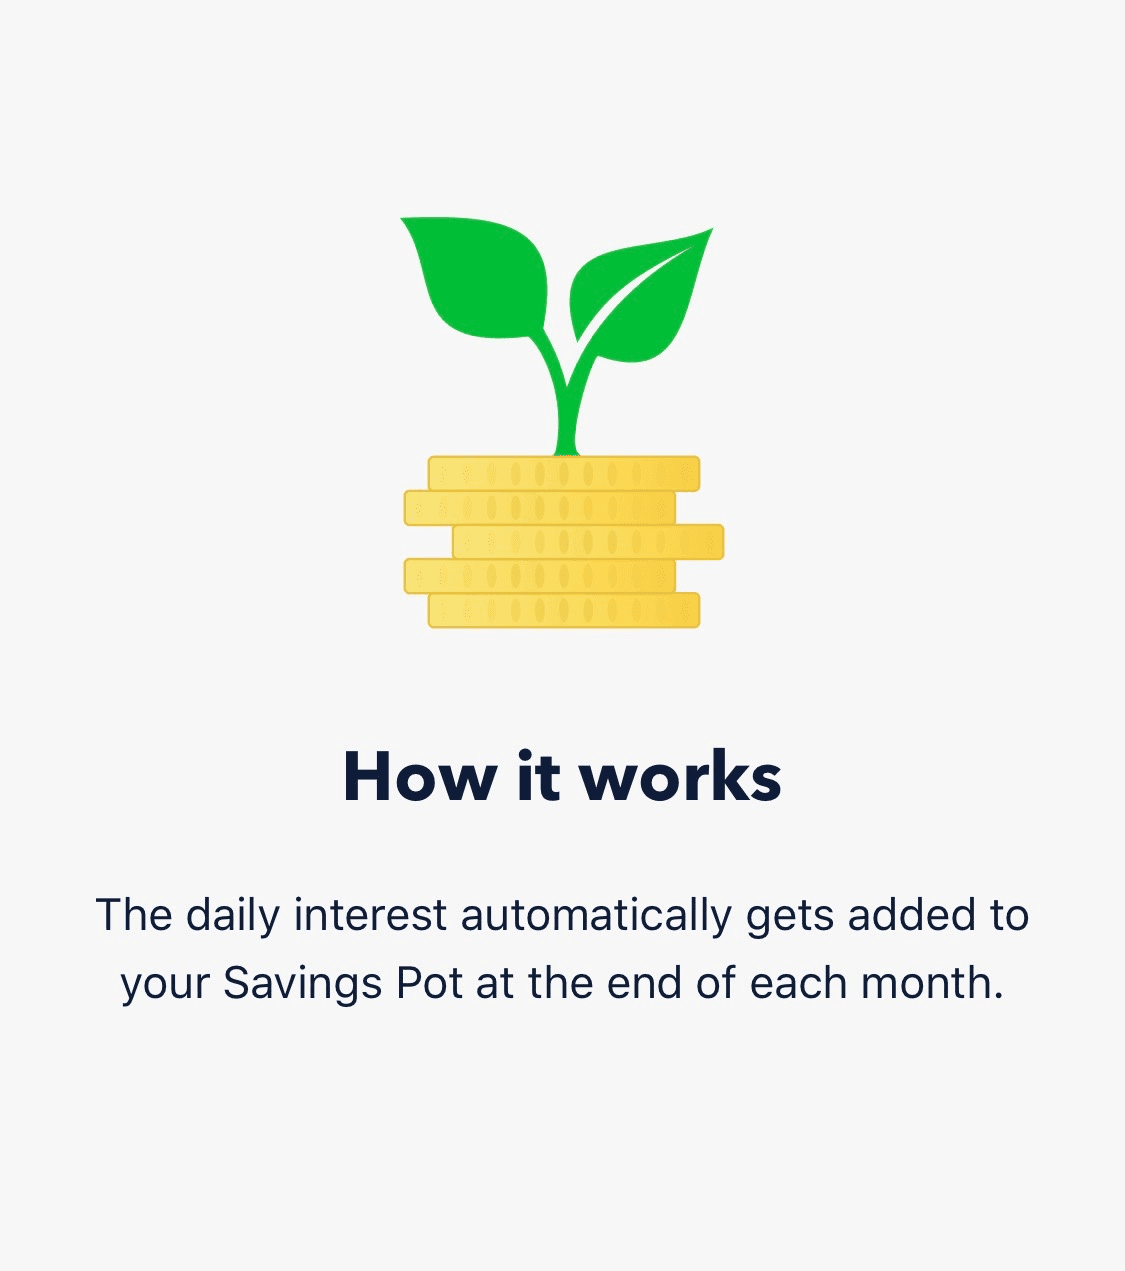 How it works
The daily interest automatically gets added to
your Savings Pot at the end of each month.